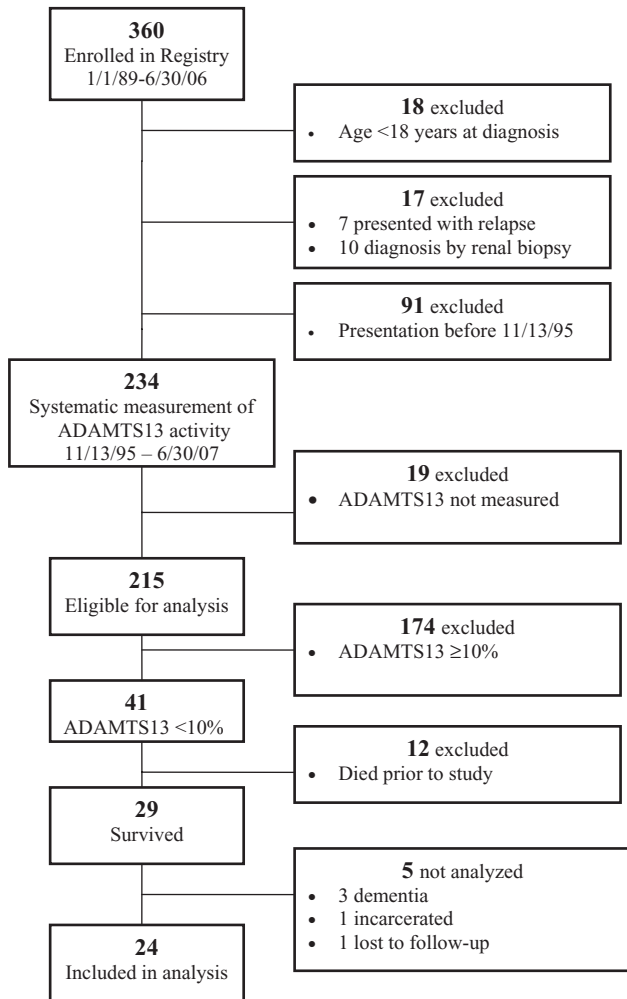 360
Enrolled in Registry
1/1/89-6/30/06
18 excluded
• Age <18 years at diagnosis
17 excluded
• 7 presented with relapse
• 10 diagnosis by renal biopsy
91 excluded
• Presentation before 11/13/95
234
Systematic measurement of
ADAMTS13 activity
11/13/95 – 6/30/07
19 excluded
• ADAMTS13 not measured
215
Eligible for analysis
174 excluded
• ADAMTS13 ≥10%
41
ADAMTS13 <10%
12 excluded
• Died prior to study
29
Survived
5 not analyzed
• 3 dementia
• 1 incarcerated
• 1 lost to follow-up
24
Included in analysis